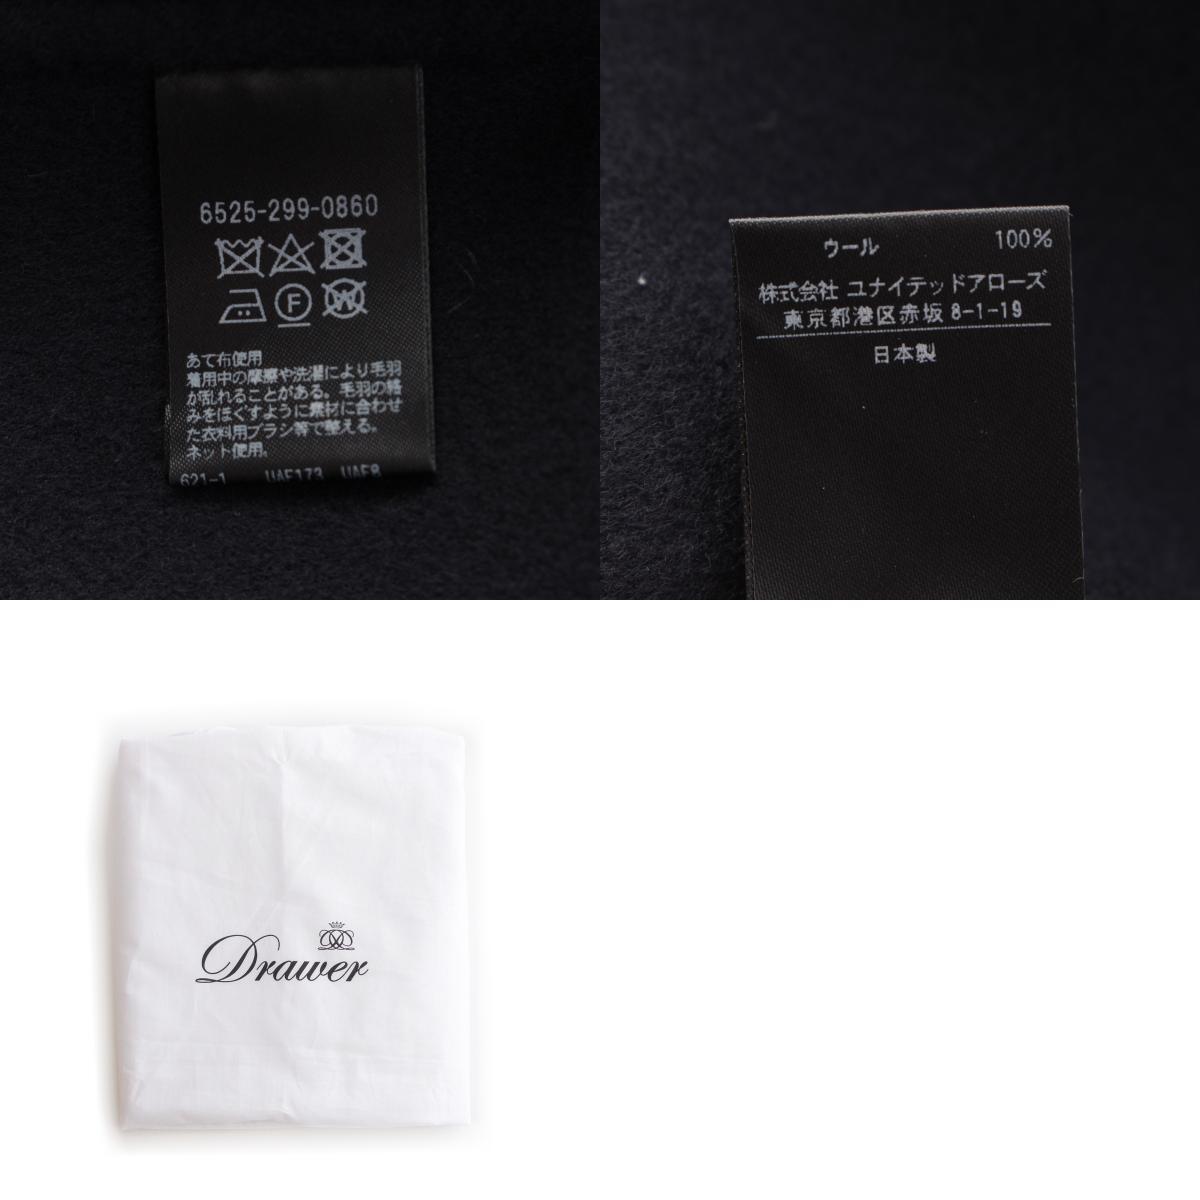 6525-299-0860
F
W
あて布使用
着用中の摩擦や洗濯により毛羽
が乱れることがある。毛羽の絡
みをほぐすように素材に合わせ
た衣料用ブラシ等で整える。
ネット使用。
621-1 UAF173 UAF8
ウール 100%
株式会社 ユナイテッドアローズ
東京都港区赤坂 8-1-19
日本製
Drawer